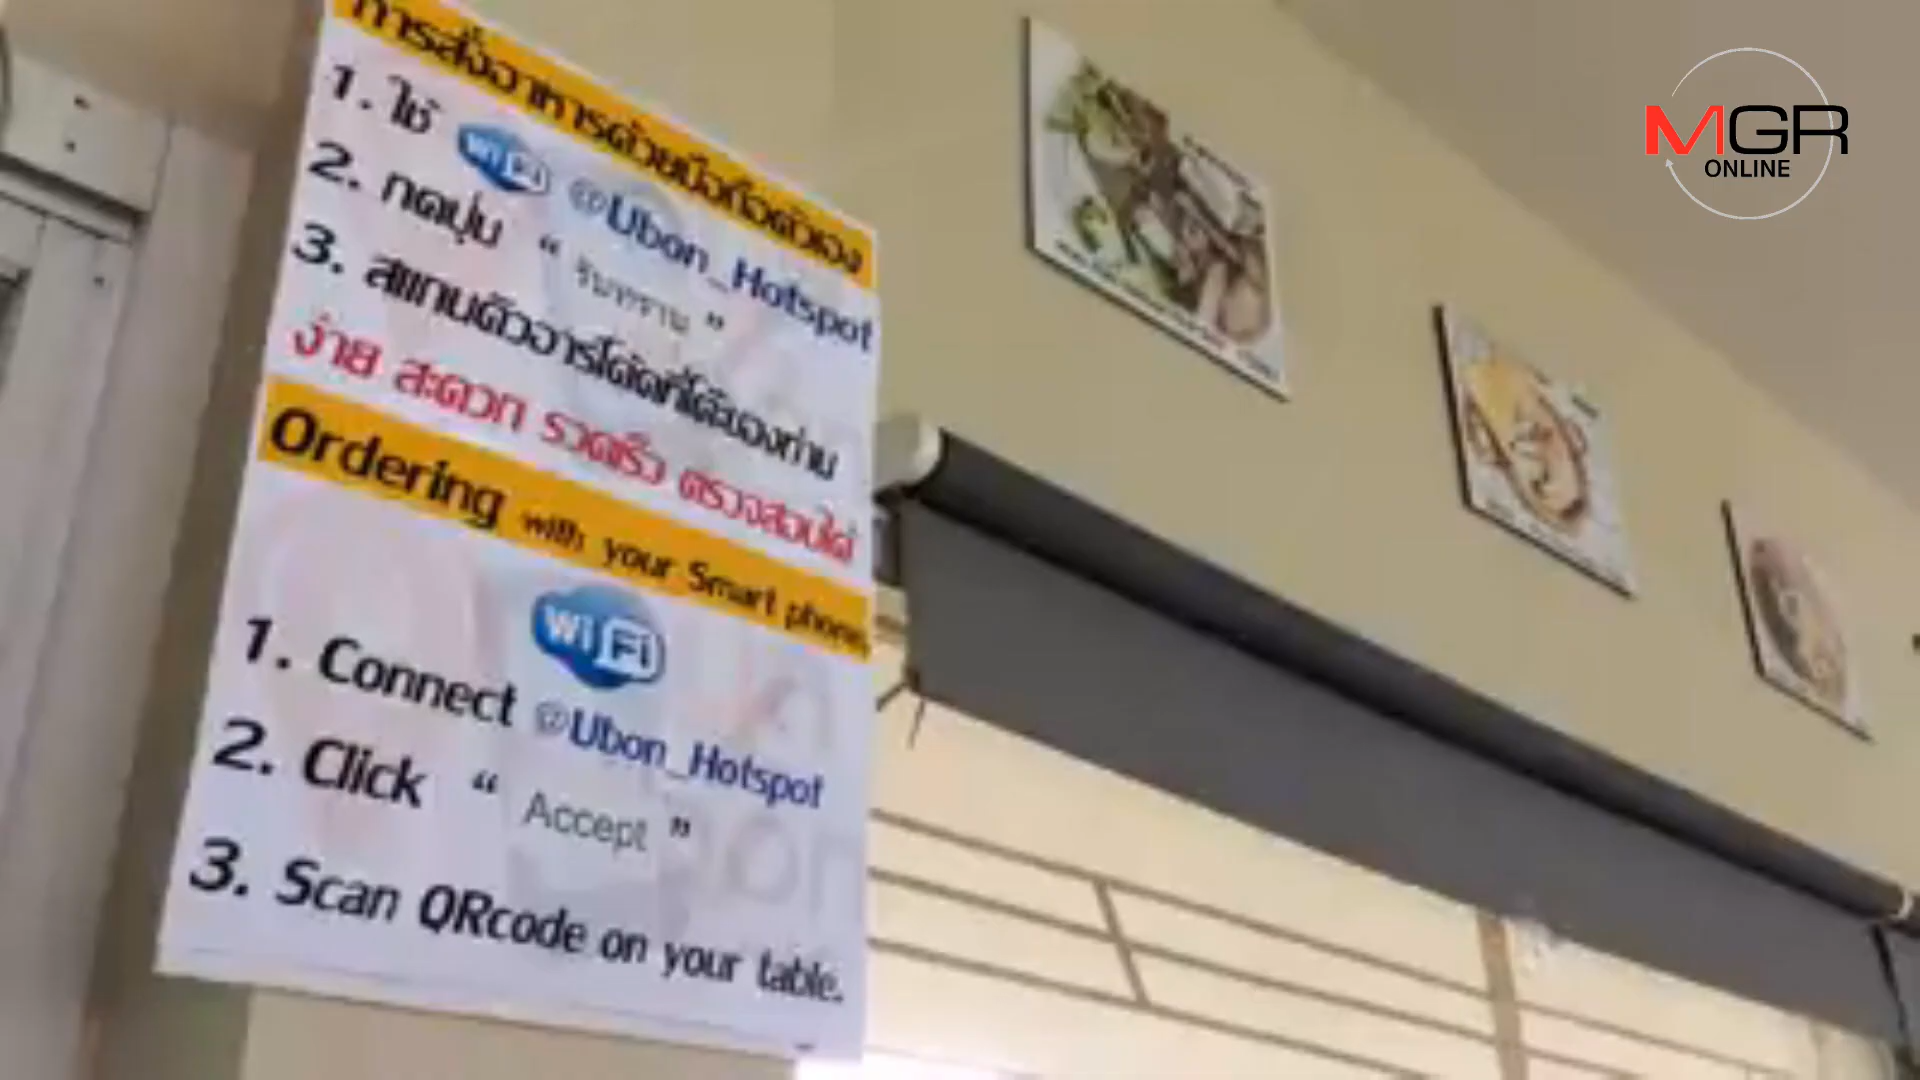 การสั่งอาหารด้วยมือถือตัวเอง
1. ใช้ WiFi @Ubon_Hotspot
2. กดปุ่ม “ รับทราบ ”
3. สแกนคิวอาร์โค้ดที่โต๊ะของท่าน
ง่าย สะดวก รวดเร็ว ตรวจสอบได้
Ordering with your Smart phone.
WiFi
1. Connect @Ubon_Hotspot
2. Click “ Accept ”
3. Scan QRcode on your table.
MGR
ONLINE